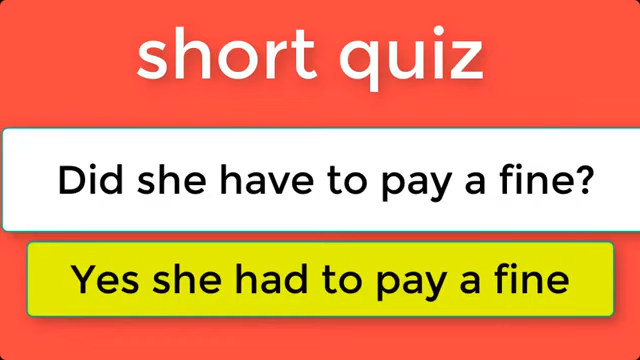 short quiz
Did she have to pay a fine?
Yes she had to pay a fine